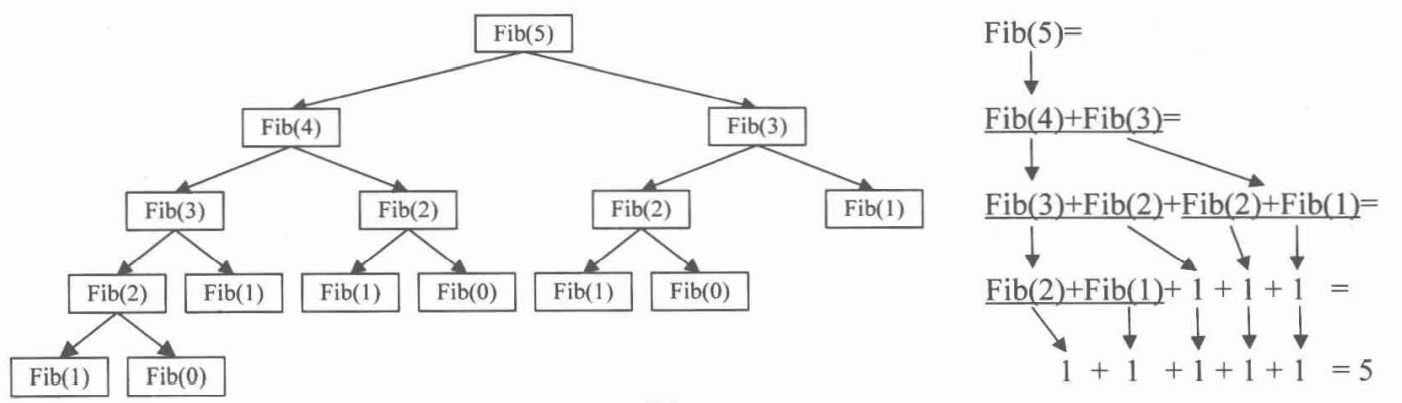 Fib(5)
Fib(4) Fib(3)
Fib(3) Fib(2) Fib(2) Fib(1)
Fib(2) Fib(1) Fib(1) Fib(0) Fib(1) Fib(0)
Fib(1) Fib(0)
Fib(5)=
Fib(4)+Fib(3)=
Fib(3)+Fib(2)+Fib(2)+Fib(1)=
Fib(2)+Fib(1)+ 1 + 1 + 1 =
1 + 1 + 1 + 1 + 1 = 5